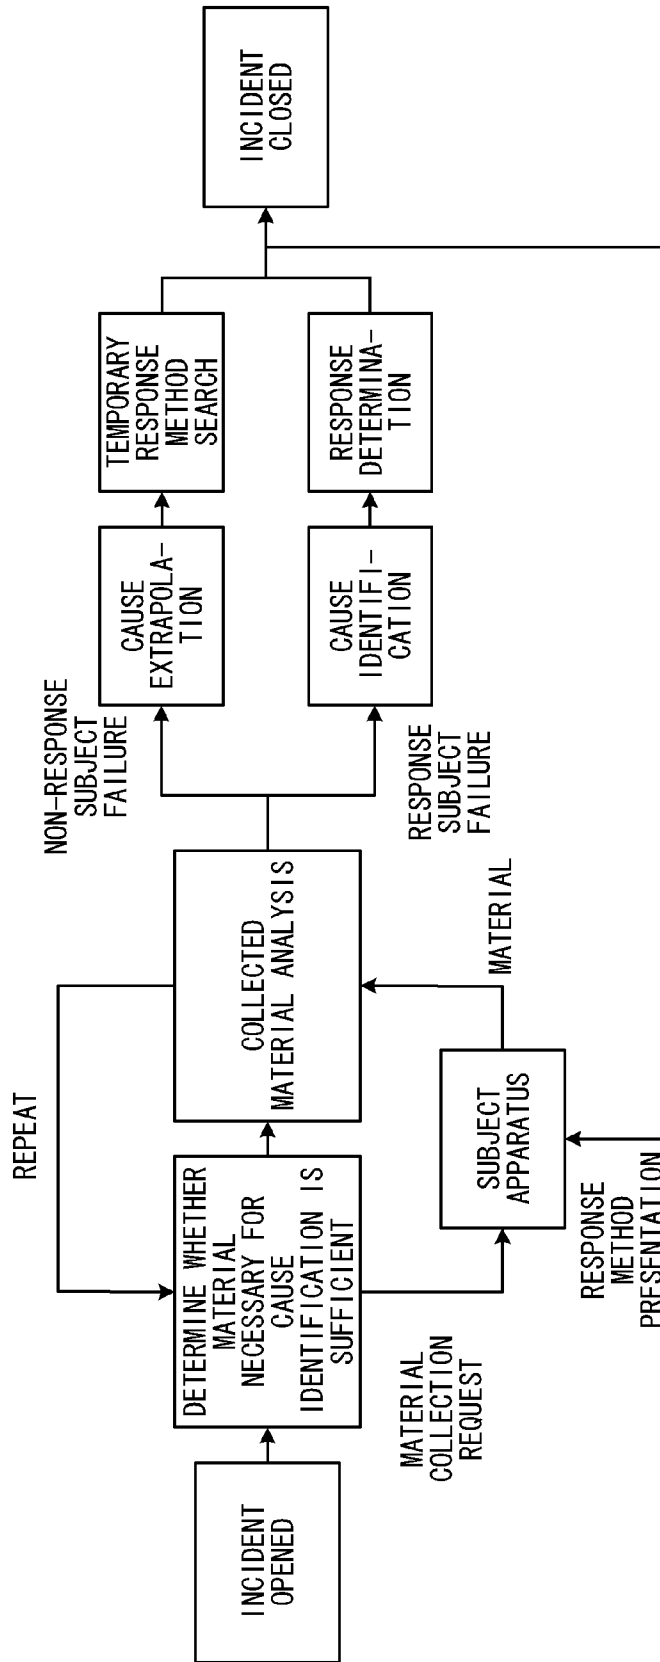 INCIDENT
OPENED
DETERMINE WHETHER
MATERIAL
NECESSARY FOR
CAUSE
IDENTIFICATION IS
SUFFICIENT
REPEAT
MATERIAL
COLLECTION
REQUEST
COLLECTED
MATERIAL ANALYSIS
SUBJECT
APPARATUS
MATERIAL
RESPONSE
METHOD
PRESENTATION
NON-RESPONSE
SUBJECT
FAILURE
RESPONSE
SUBJECT
FAILURE
CAUSE
EXTRAPOLA-
TION
CAUSE
IDENTIFI-
CATION
TEMPORARY
RESPONSE
METHOD
SEARCH
RESPONSE
DETERMINA-
TION
INCIDENT
CLOSED